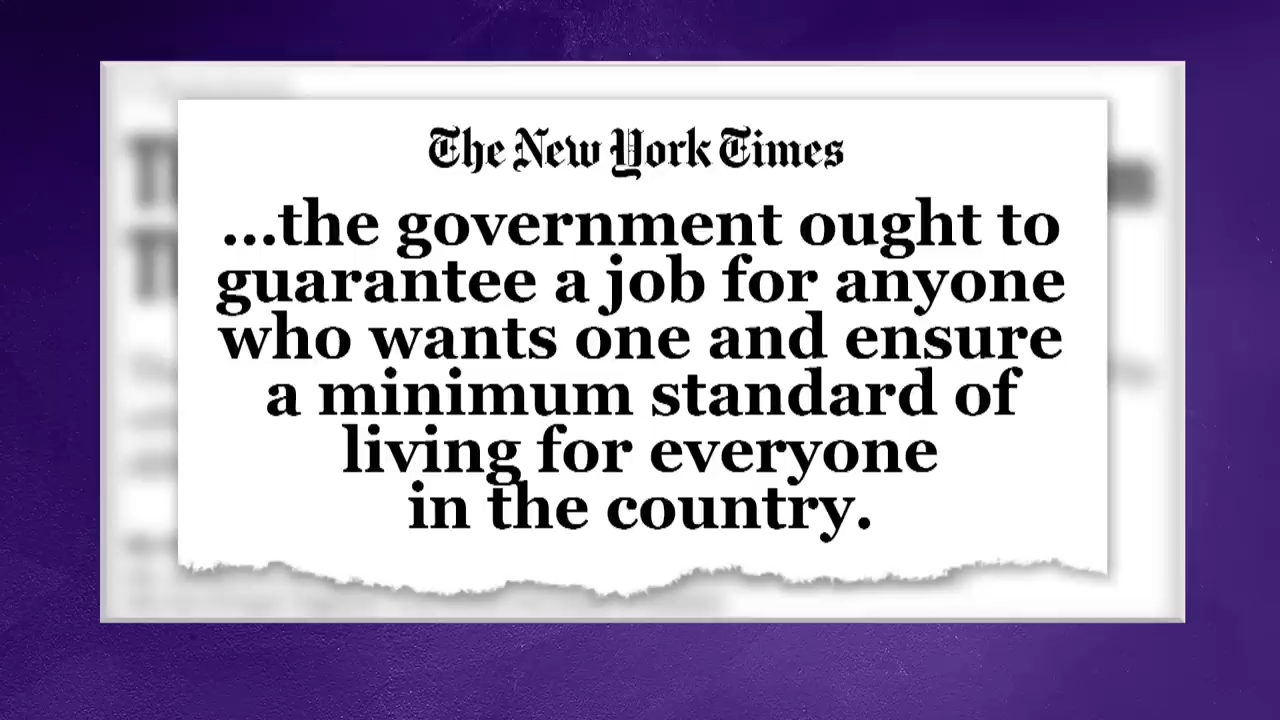 The New York Times
...the government ought to
guarantee a job for anyone
who wants one and ensure
a minimum standard of
living for everyone
in the country.